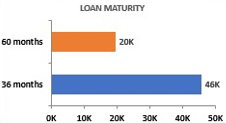 LOAN MATURITY
60 months 20K
36 months 46K
0K 10K 20K 30K 40K 50K